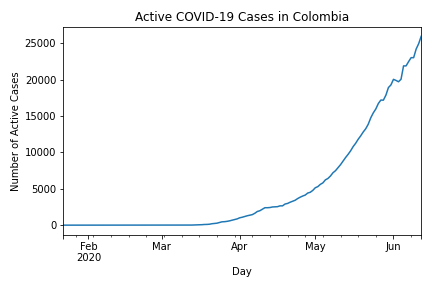 Active COVID-19 Cases in Colombia
Number of Active Cases
25000
20000
15000
10000
5000
0
Feb
2020
Mar
Apr
May
Jun
Day